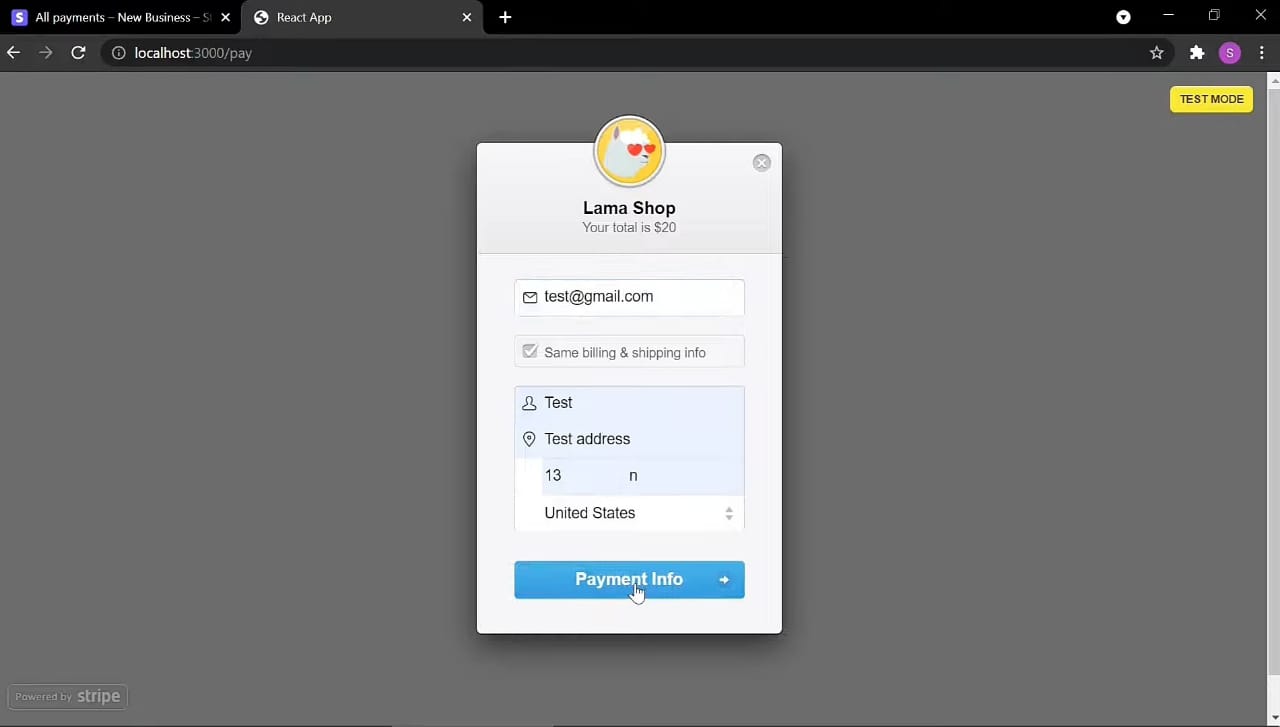 All payments – New Business – S
React App
localhost:3000/pay
S
TEST MODE
Lama Shop
Your total is $20
test@gmail.com
Same billing & shipping info
Test
Test address
13 n
United States
Payment Info
Powered by stripe